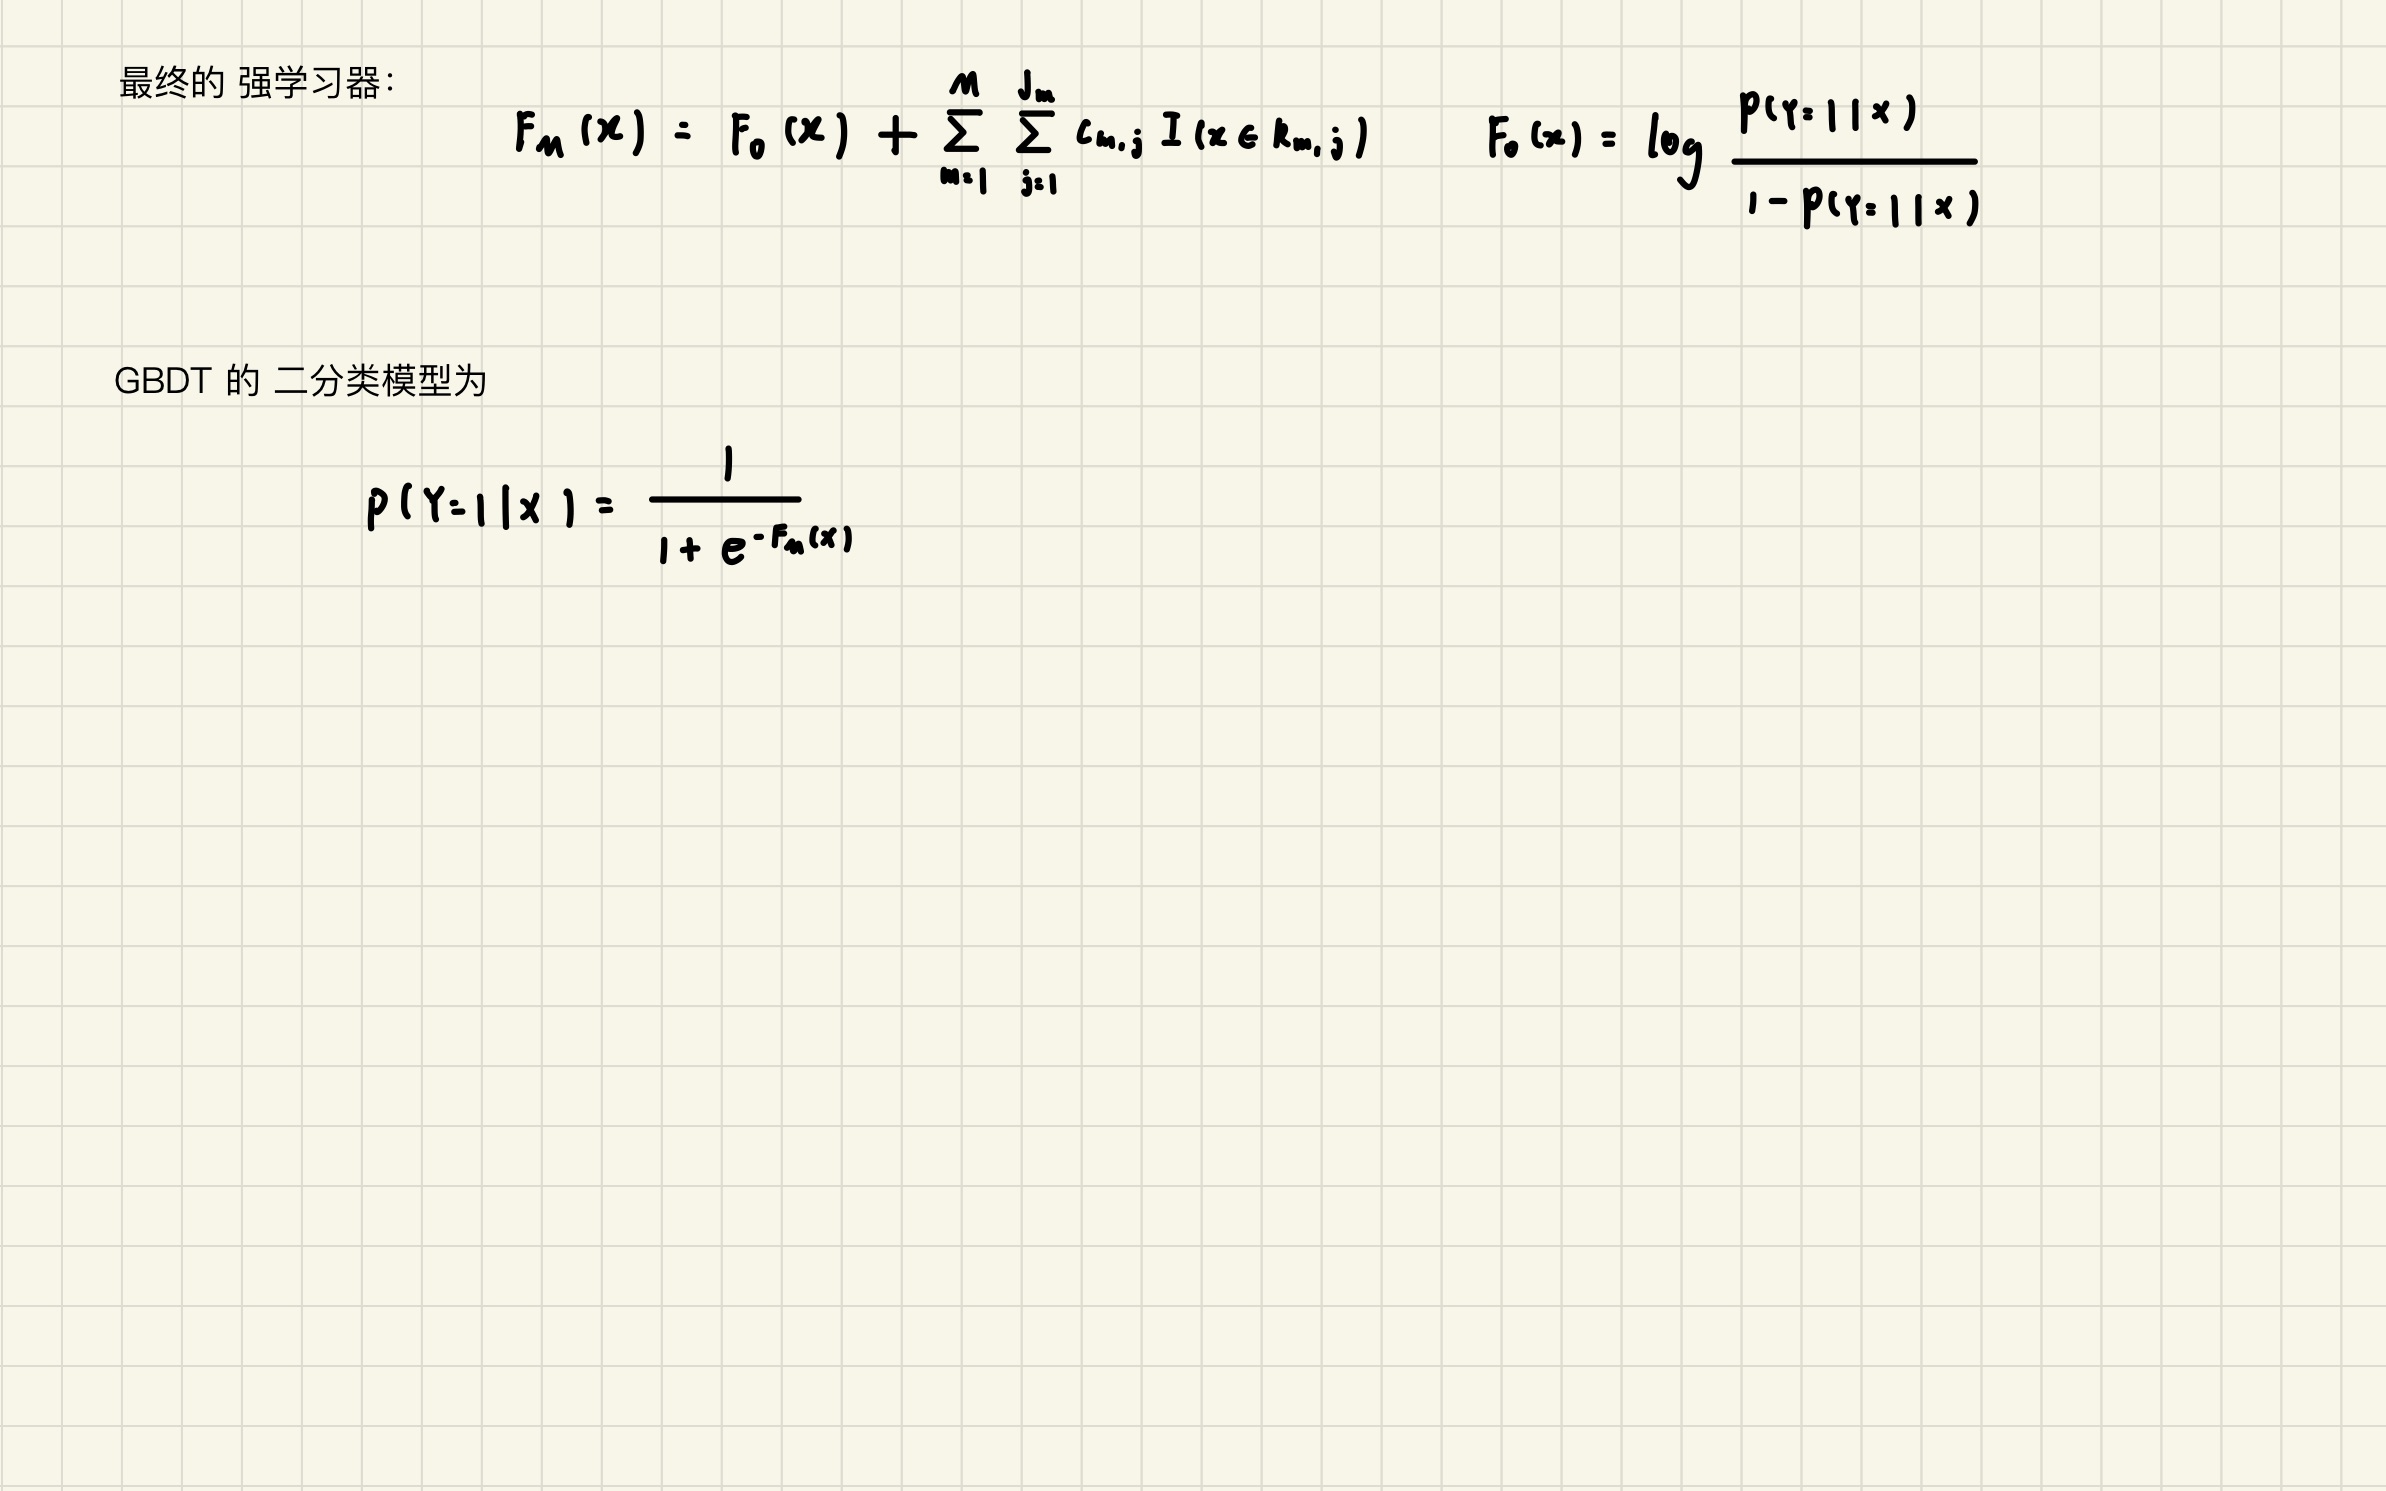 最终的 强学习器：
F_M(x) = F_0(x) + \sum_{m=1}^{M} \sum_{j=1}^{J_m} c_{m,j} I(x ∈ R_{m,j})    F_0(x) = log \frac{P(Y=1|x)}{1-P(Y=1|x)}
GBDT 的 二分类模型为
P(Y=1|x) = \frac{1}{1+e^{-F_M(x)}}